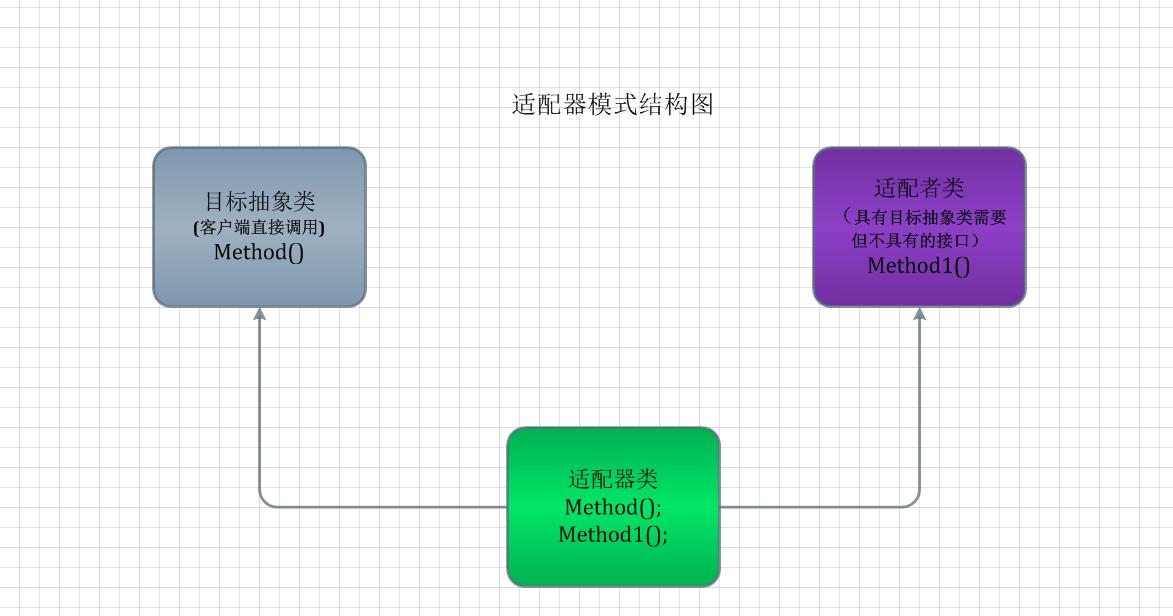 适配器模式结构图
目标抽象类
(客户端直接调用)
Method()
适配者类
（具有目标抽象类需要
但不具有的接口）
Method1()
适配器类
Method();
Method1();